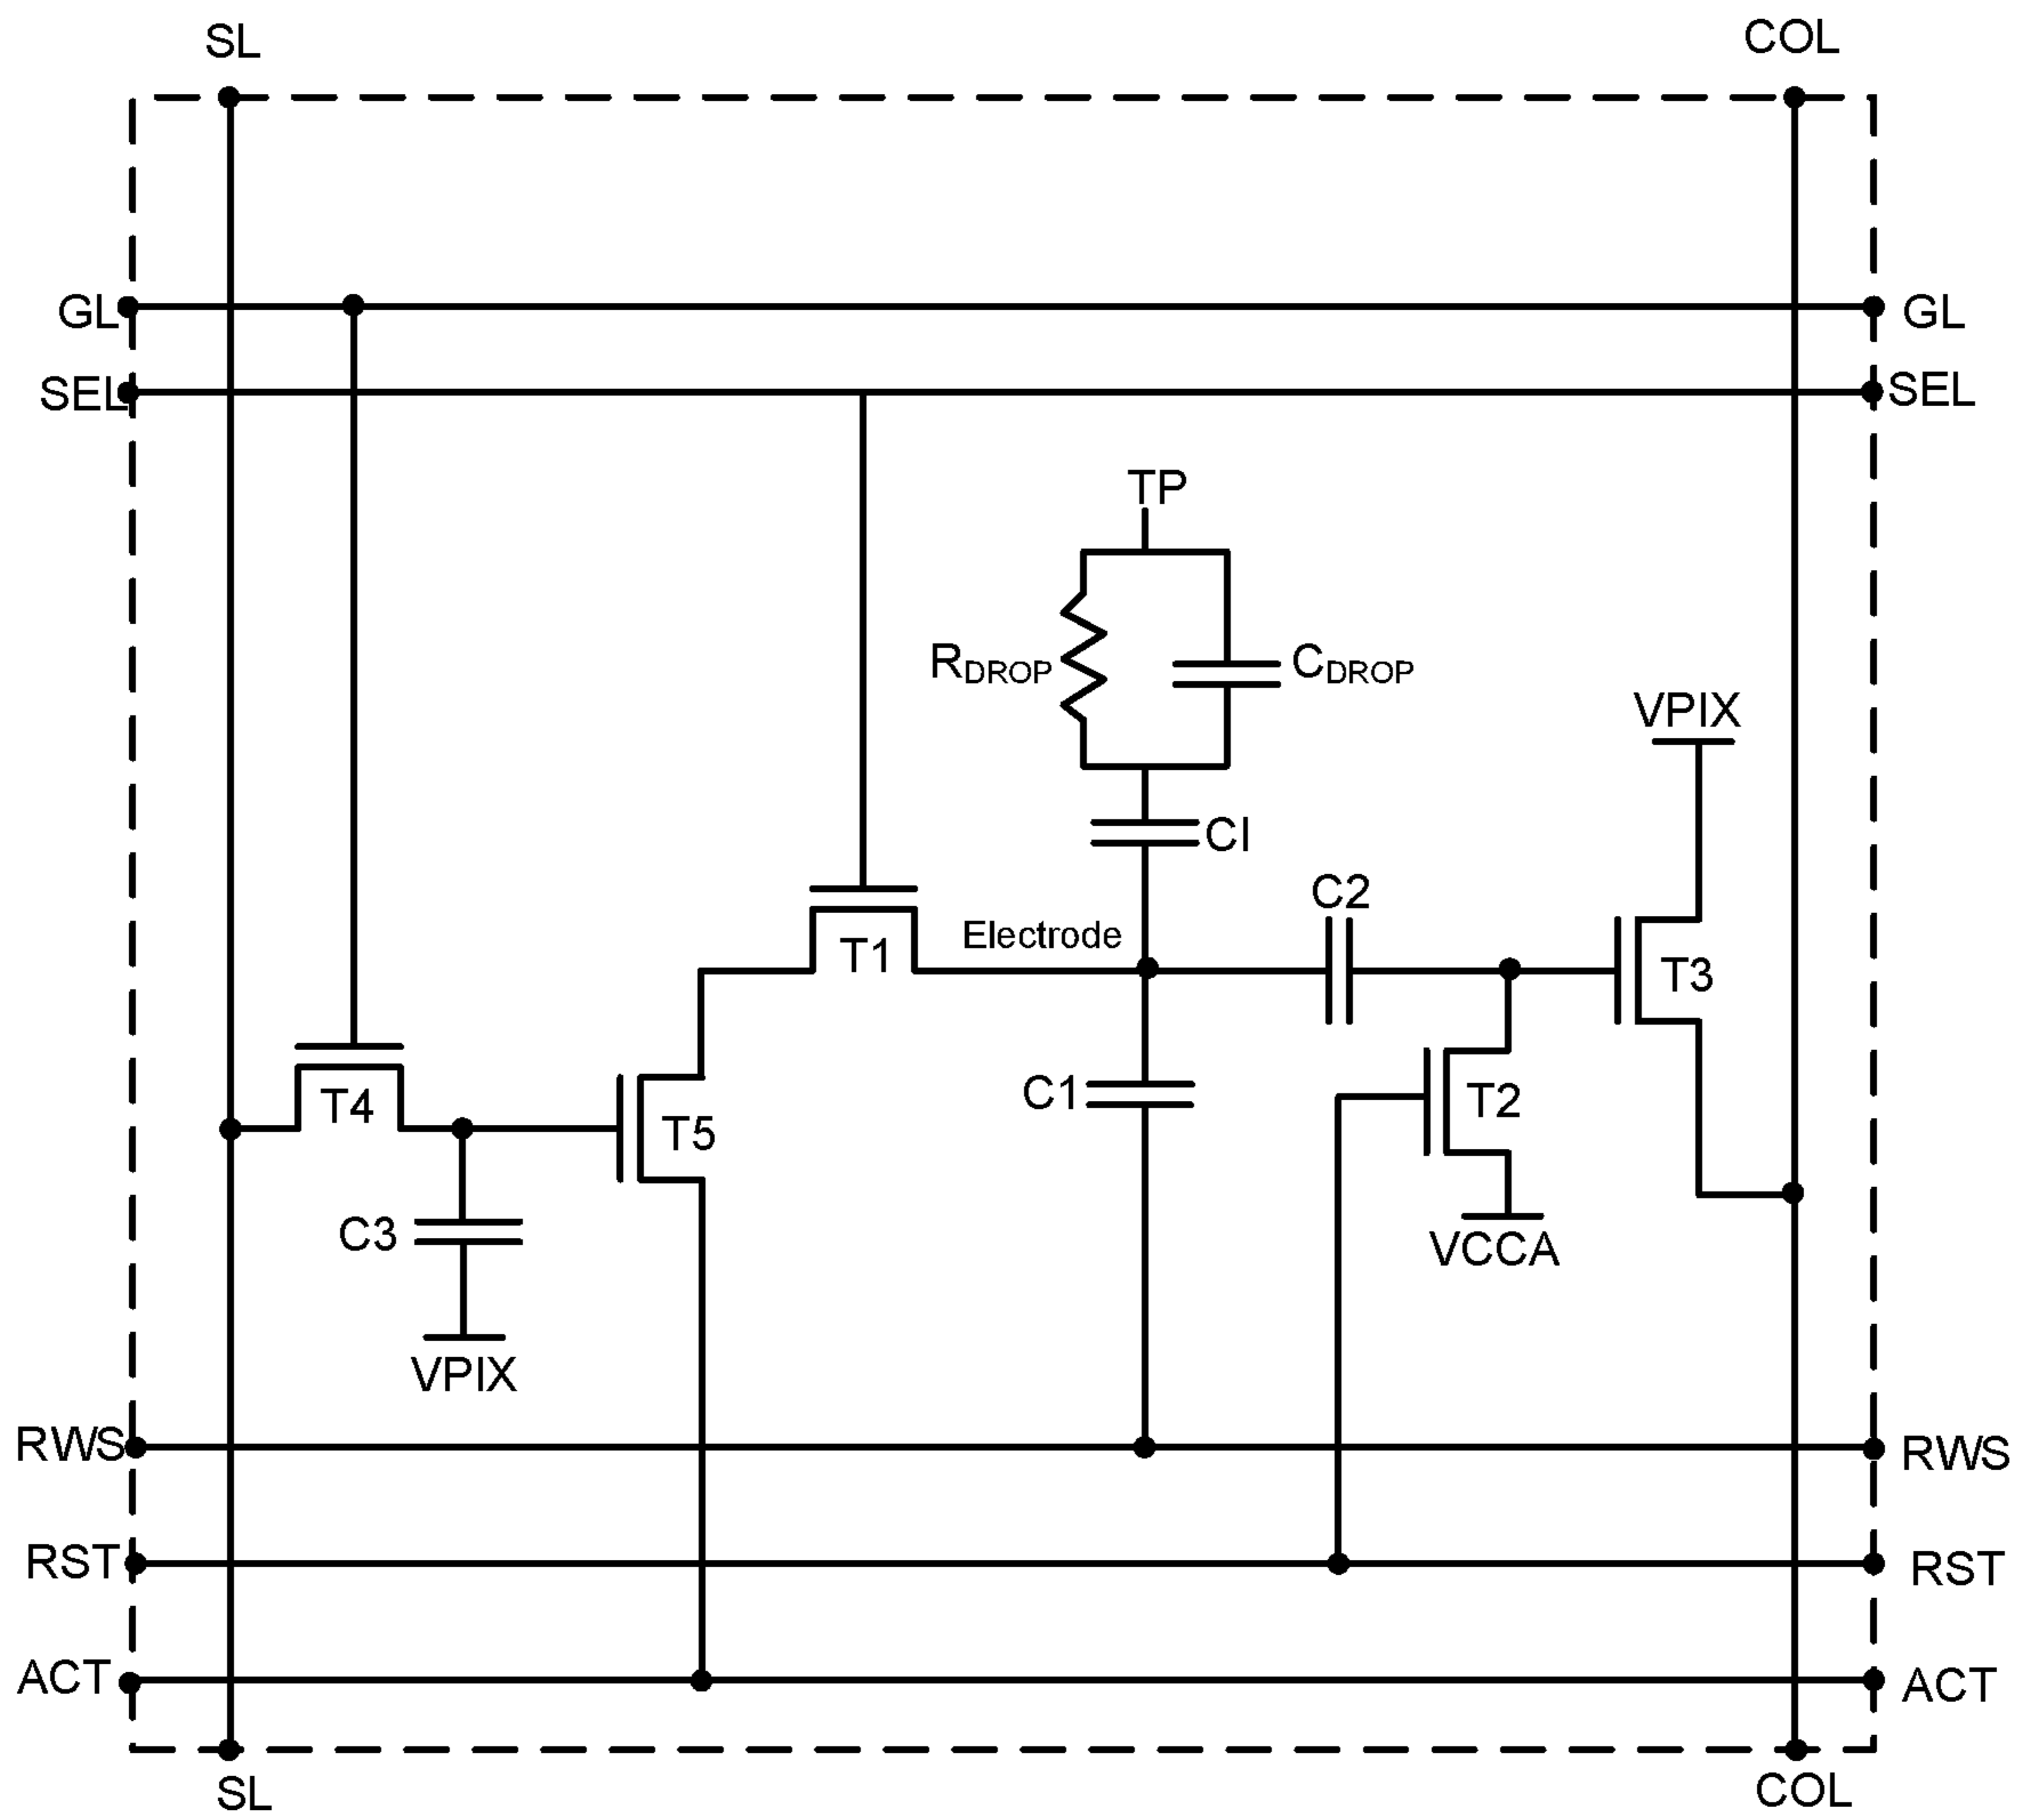 SL COL
GL GL
SEL SEL
TP
RDROP CDROP
VPIX
CI
C2
Electrode
T1 T3
C1 T2
T4 T5
C3 VCCA
VPIX
RWS RWS
RST RST
ACT ACT
SL COL